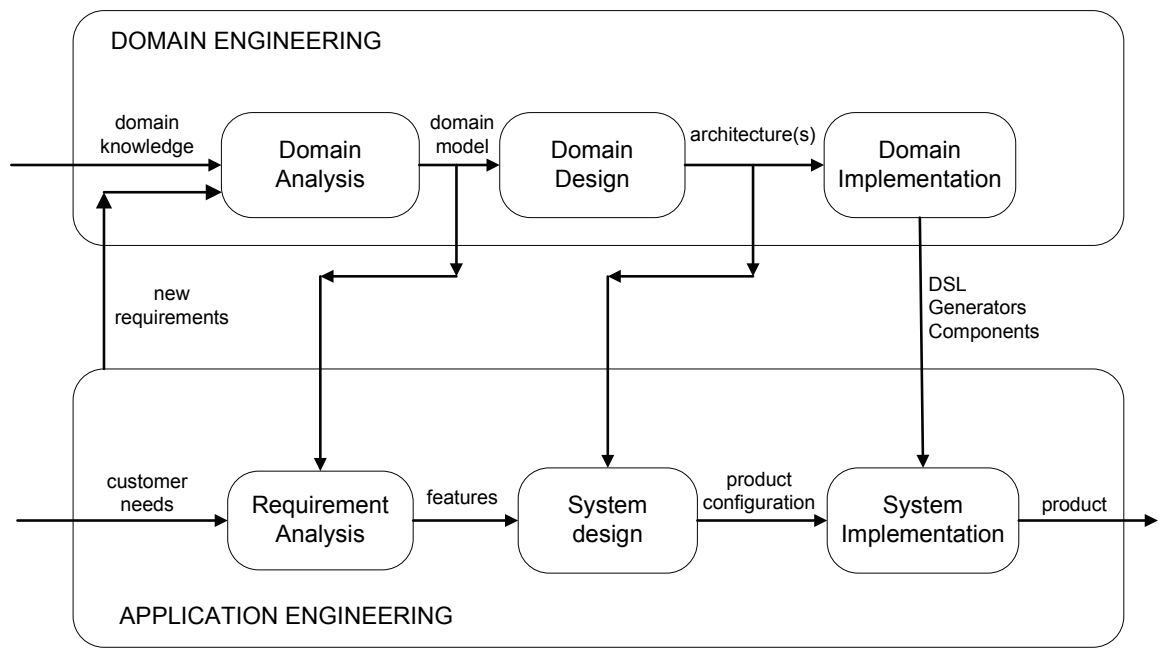 DOMAIN ENGINEERING
domain
knowledge
Domain
Analysis
domain
model
Domain
Design
architecture(s)
Domain
Implementation
new
requirements
DSL
Generators
Components
customer
needs
Requirement
Analysis
features
System
design
product
configuration
System
Implementation
product
APPLICATION ENGINEERING